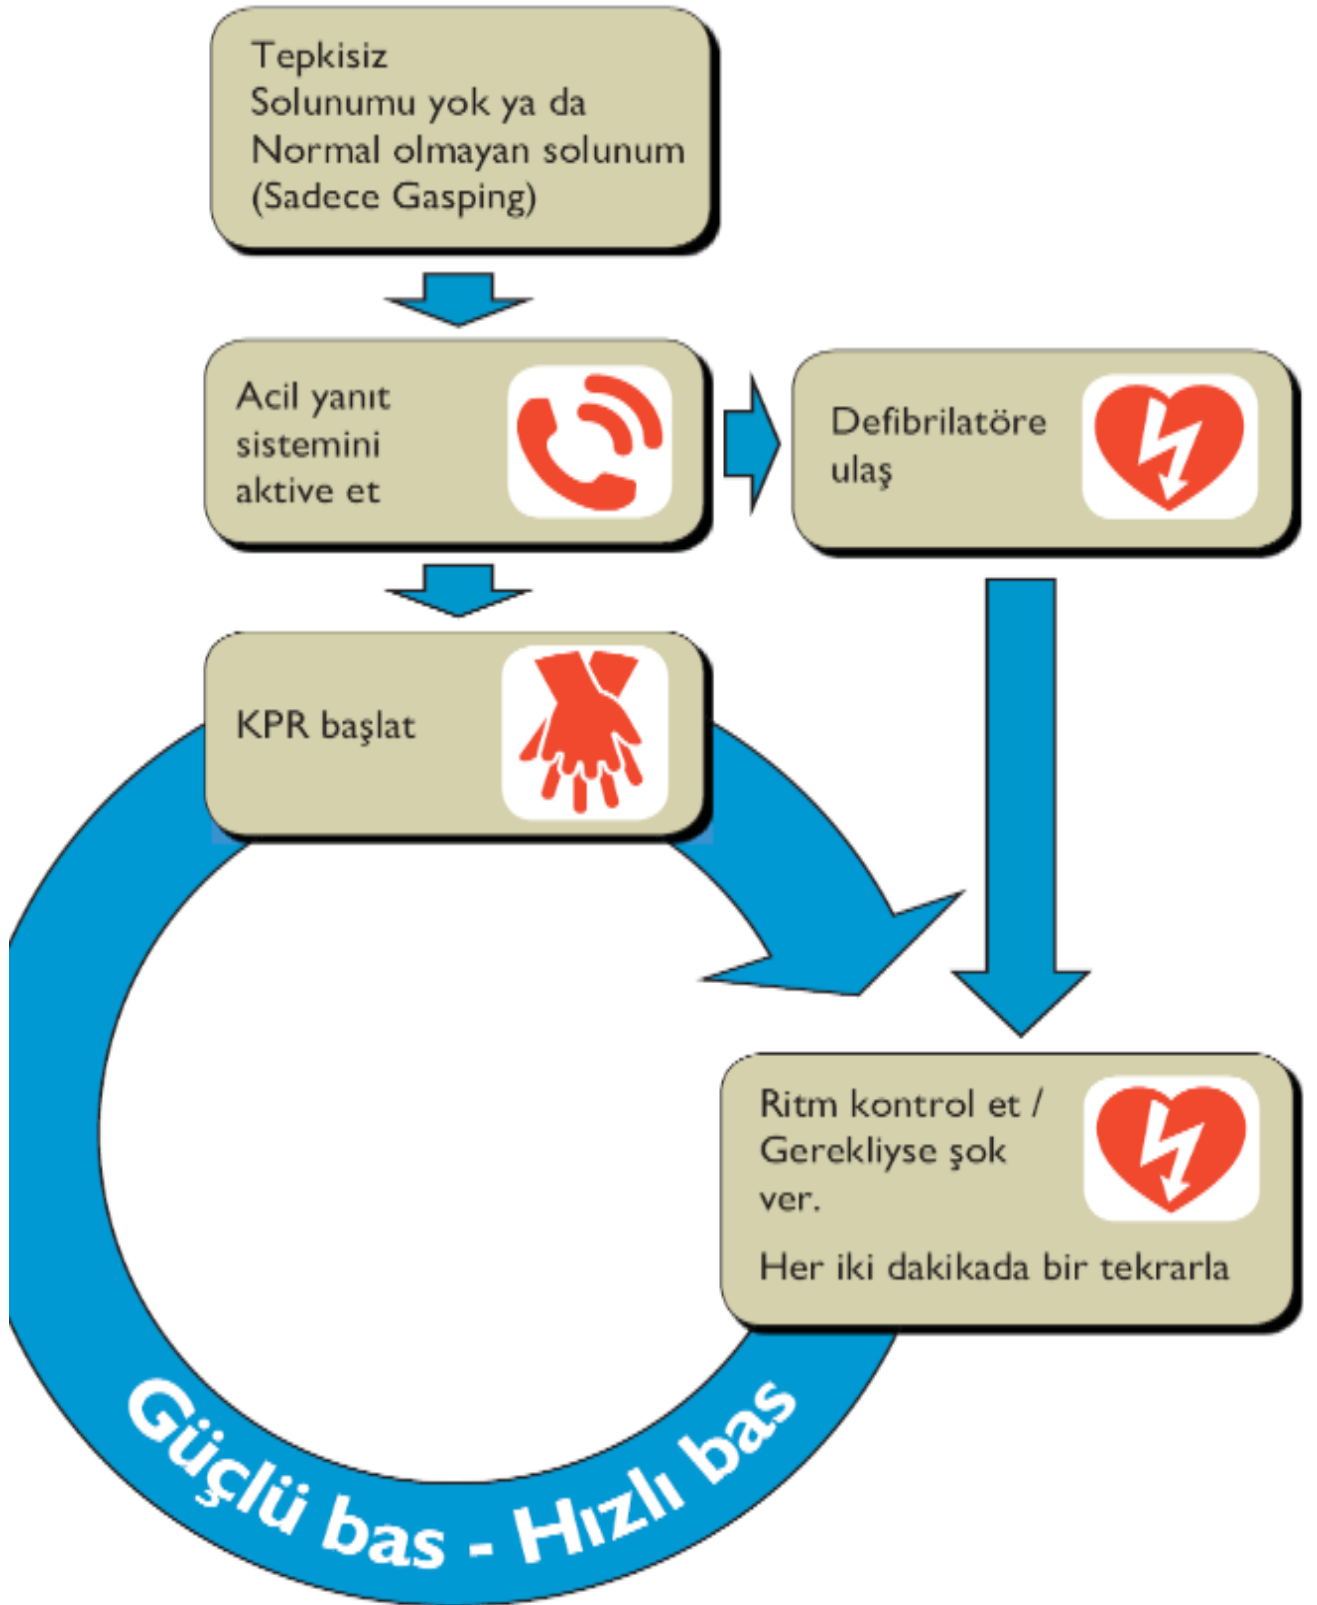 Tepkisiz
Solunumu yok ya da
Normal olmayan solunum
(Sadece Gasping)
Acil yanıt
sistemini
aktive et
Defibrilatöre
ulaş
KPR başlat
Ritm kontrol et /
Gerekliyse şok
ver.
Her iki dakikada bir tekrarla
Güçlü bas - Hızlı bas